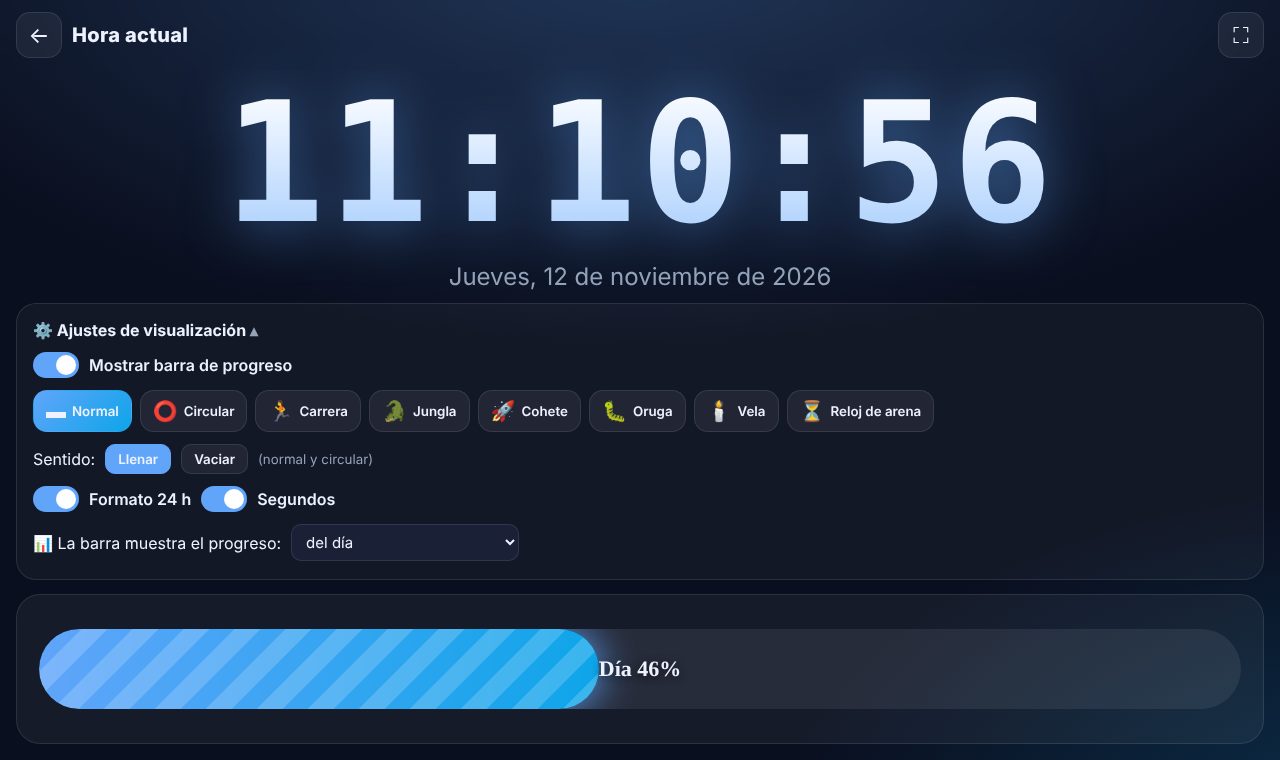 Hora actual
11:10:56
Jueves, 12 de noviembre de 2026
⚙️ Ajustes de visualización ▴
Mostrar barra de progreso
Normal Circular Carrera Jungla Cohete Oruga Vela Reloj de arena
Sentido: Llenar Vaciar (normal y circular)
Formato 24 h Segundos
📊 La barra muestra el progreso: del día
Día 46%